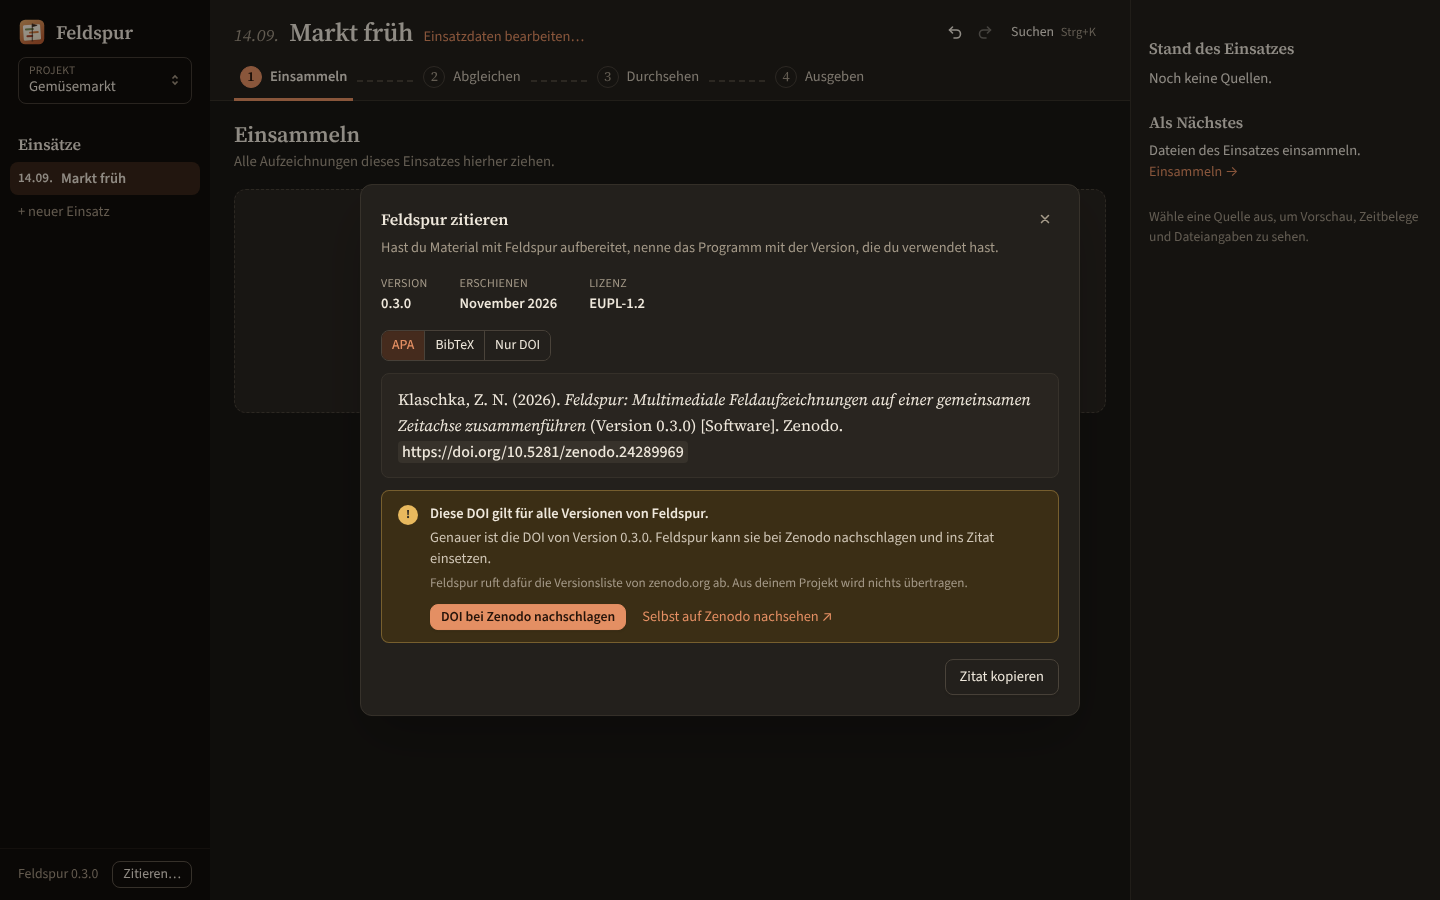 Feldspur
PROJEKT
Gemüsemarkt
Einsätze
14.09. Markt früh
+ neuer Einsatz
Feldspur 0.3.0
Zitieren…
14.09. Markt früh Einsatzdaten bearbeiten…
Suchen Strg+K
1 Einsammeln
2 Abgleichen
3 Durchsehen
4 Ausgeben
Einsammeln
Alle Aufzeichnungen dieses Einsatzes hierher ziehen.
Feldspur zitieren
×
Hast du Material mit Feldspur aufbereitet, nenne das Programm mit der Version, die du verwendet hast.
VERSION ERSCHIENEN LIZENZ
0.3.0 November 2026 EUPL-1.2
APA BibTeX Nur DOI
Klaschka, Z. N. (2026). Feldspur: Multimediale Feldaufzeichnungen auf einer gemeinsamen
Zeitachse zusammenführen (Version 0.3.0) [Software]. Zenodo.
https://doi.org/10.5281/zenodo.24289969
! Diese DOI gilt für alle Versionen von Feldspur.
Genauer ist die DOI von Version 0.3.0. Feldspur kann sie bei Zenodo nachschlagen und ins Zitat
einsetzen.
Feldspur ruft dafür die Versionsliste von zenodo.org ab. Aus deinem Projekt wird nichts übertragen.
DOI bei Zenodo nachschlagen
Selbst auf Zenodo nachsehen ↗
Zitat kopieren
Stand des Einsatzes
Noch keine Quellen.
Als Nächstes
Dateien des Einsatzes einsammeln.
Einsammeln →
Wähle eine Quelle aus, um Vorschau, Zeitbelege
und Dateiangaben zu sehen.